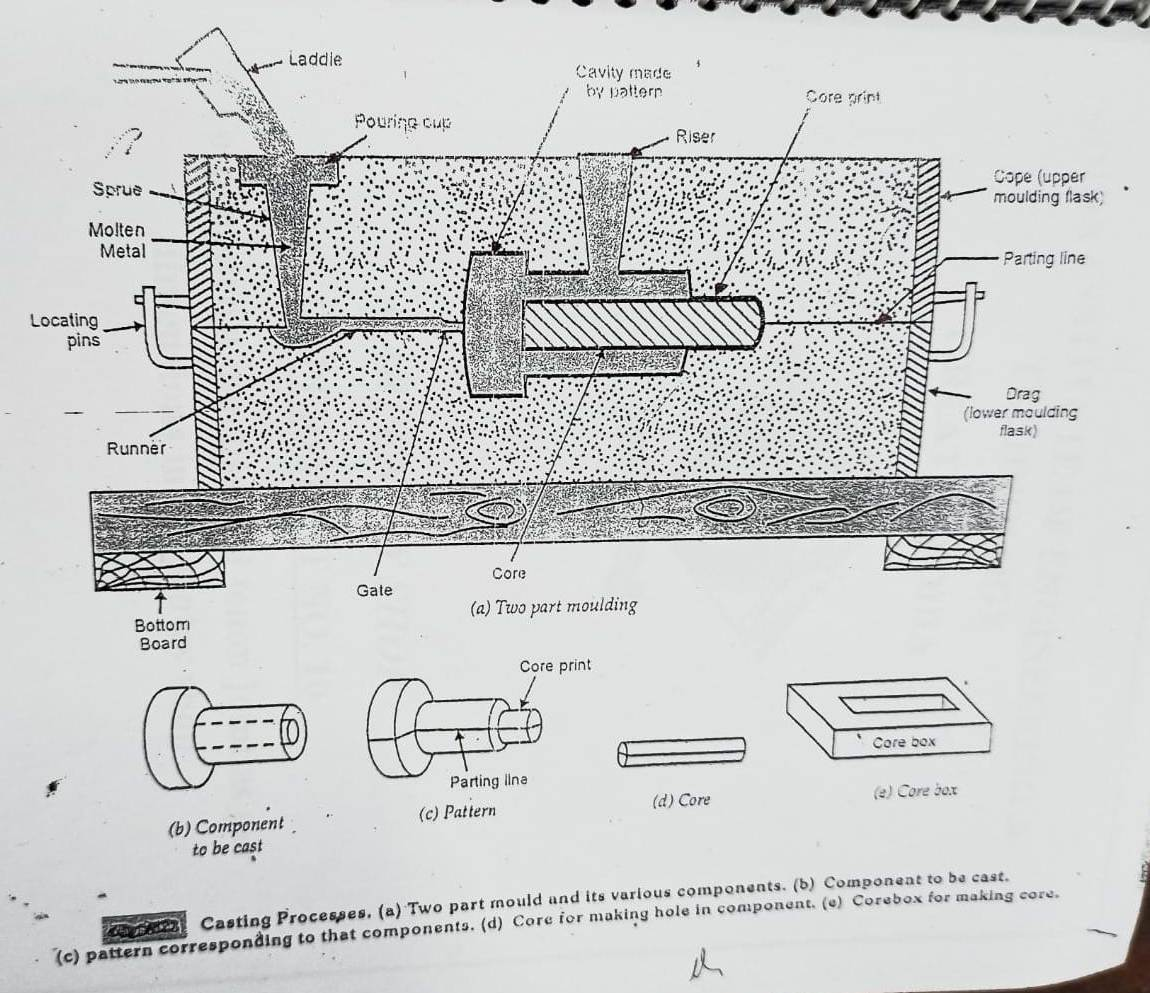 Laddle
Cavity made
by pattern
Core print
Pouring cup
Riser
Sprue
Cope (upper
moulding flask)
Molten
Metal
Parting line
Locating
pins
Drag
(lower moulding
flask)
Runner
Core
Gate
(a) Two part moulding
Bottom
Board
Core print
Core box
Parting line
(e) Core box
(d) Core
(c) Pattern
(b) Component
to be cast
Casting Processes. (a) Two part mould and its various components. (b) Component to be cast.
(c) pattern corresponding to that components. (d) Core for making hole in component. (e) Corebox for making core.